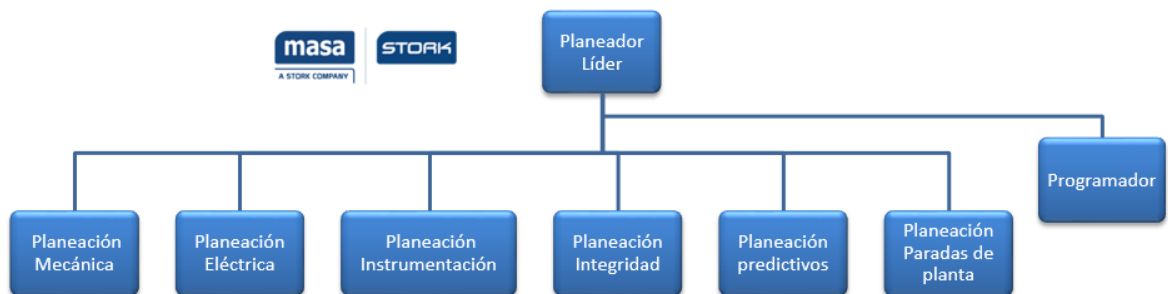 masa
A STORK COMPANY
STORK
Planeador
Líder
Programador
Planeación
Mecánica
Planeación
Eléctrica
Planeación
Instrumentación
Planeación
Integridad
Planeación
predictivos
Planeación
Paradas de
planta